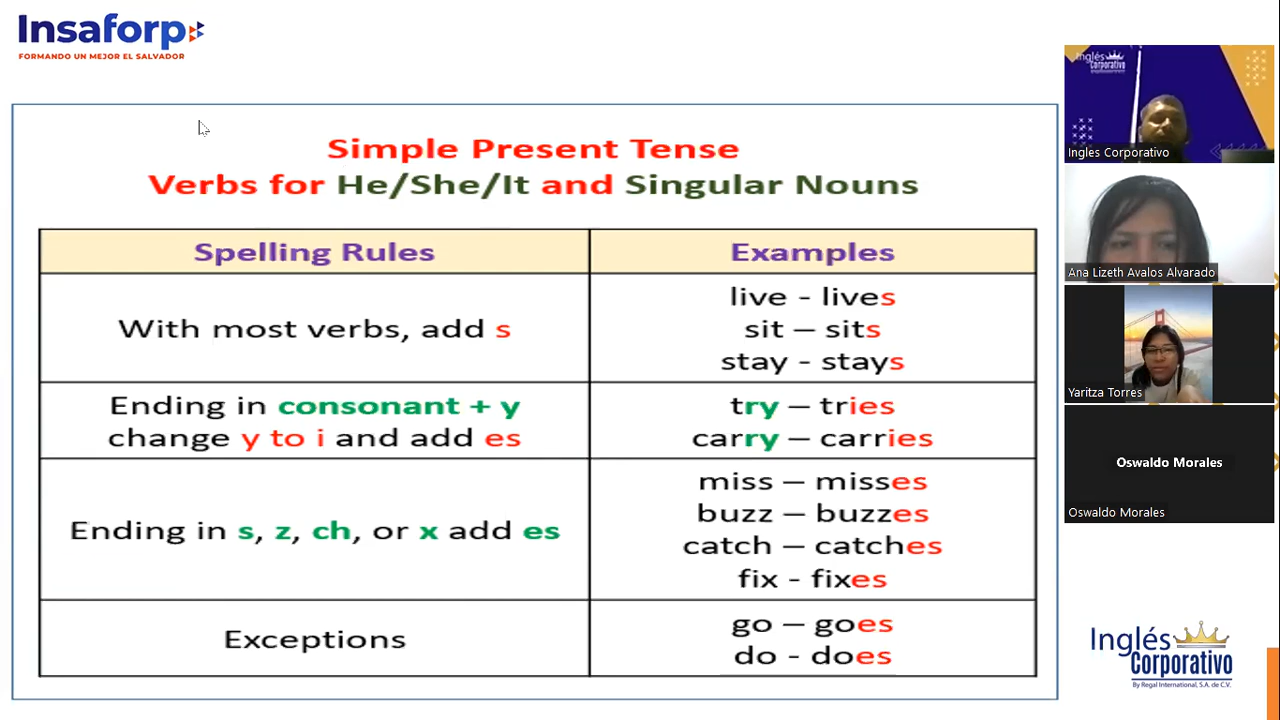 Insaforp
FORMANDO UN MEJOR EL SALVADOR
Simple Present Tense
Verbs for He/She/It and Singular Nouns
Spelling Rules
Examples
With most verbs, add s
live - lives
sit – sits
stay - stays
Ending in consonant + y
change y to i and add es
try – tries
carry – carries
Ending in s, z, ch, or x add es
miss – misses
buzz – buzzes
catch – catches
fix - fixes
Exceptions
go – goes
do - does
Inglés
Corporativo
Ingles Corporativo
Ana Lizeth Avalos Alvarado
Yaritza Torres
Oswaldo Morales
Oswaldo Morales
Inglés
Corporativo
By Regal International, S.A. de C.V.